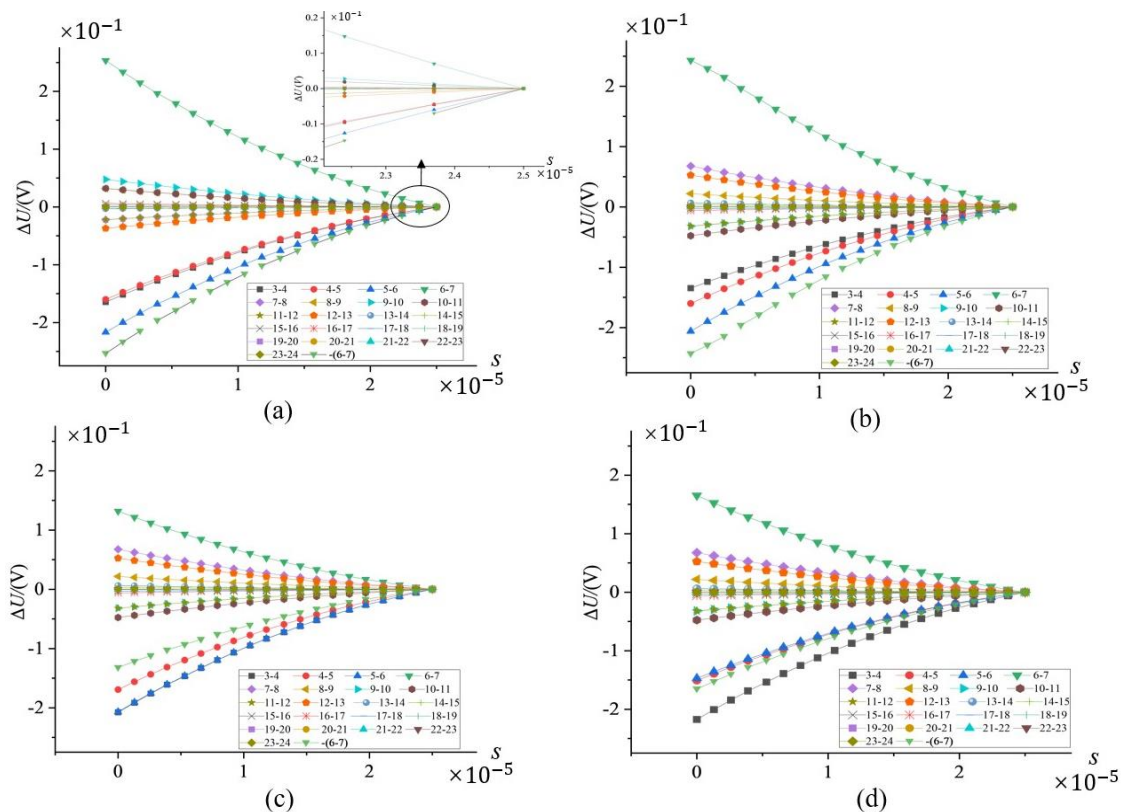 ×10⁻¹
ΔU/(V)
2
1
0
-1
-2
0
1
2
S
×10⁻⁵
×10⁻¹
ΔU/(V)
0.2
0.1
0.0
-0.1
-0.2
2.3
2.4
2.5
S
×10⁻⁵
3-4 4-5 5-6 6-7
7-8 8-9 9-10 10-11
11-12 12-13 13-14 14-15
15-16 16-17 17-18 18-19
19-20 20-21 21-22 22-23
23-24 -(6-7)
(a)
×10⁻¹
ΔU/(V)
2
1
0
-1
-2
0
1
2
S
×10⁻⁵
3-4 4-5 5-6 6-7
7-8 8-9 9-10 10-11
11-12 12-13 13-14 14-15
15-16 16-17 17-18 18-19
19-20 20-21 21-22 22-23
23-24 -(6-7)
(b)
×10⁻¹
ΔU/(V)
2
1
0
-1
-2
0
1
2
S
×10⁻⁵
3-4 4-5 5-6 6-7
7-8 8-9 9-10 10-11
11-12 12-13 13-14 14-15
15-16 16-17 17-18 18-19
19-20 20-21 21-22 22-23
23-24 -(6-7)
(c)
×10⁻¹
ΔU/(V)
2
1
0
-1
-2
0
1
2
S
×10⁻⁵
3-4 4-5 5-6 6-7
7-8 8-9 9-10 10-11
11-12 12-13 13-14 14-15
15-16 16-17 17-18 18-19
19-20 20-21 21-22 22-23
23-24 -(6-7)
(d)